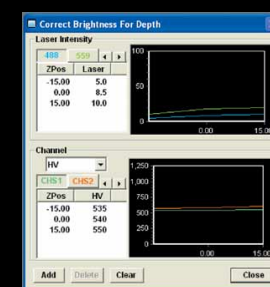 Correct Brightness For Depth
Laser Intensity
488 559
ZPos Laser
-15.00 5.0
0.00 8.5
15.00 10.0
100
50
0
0.00 15.00
Channel
HV
CHS1 CHS2
ZPos HV
-15.00 535
0.00 540
15.00 550
1,250
1,000
750
500
250
0
0.00 15.00
Add Delete Clear Close